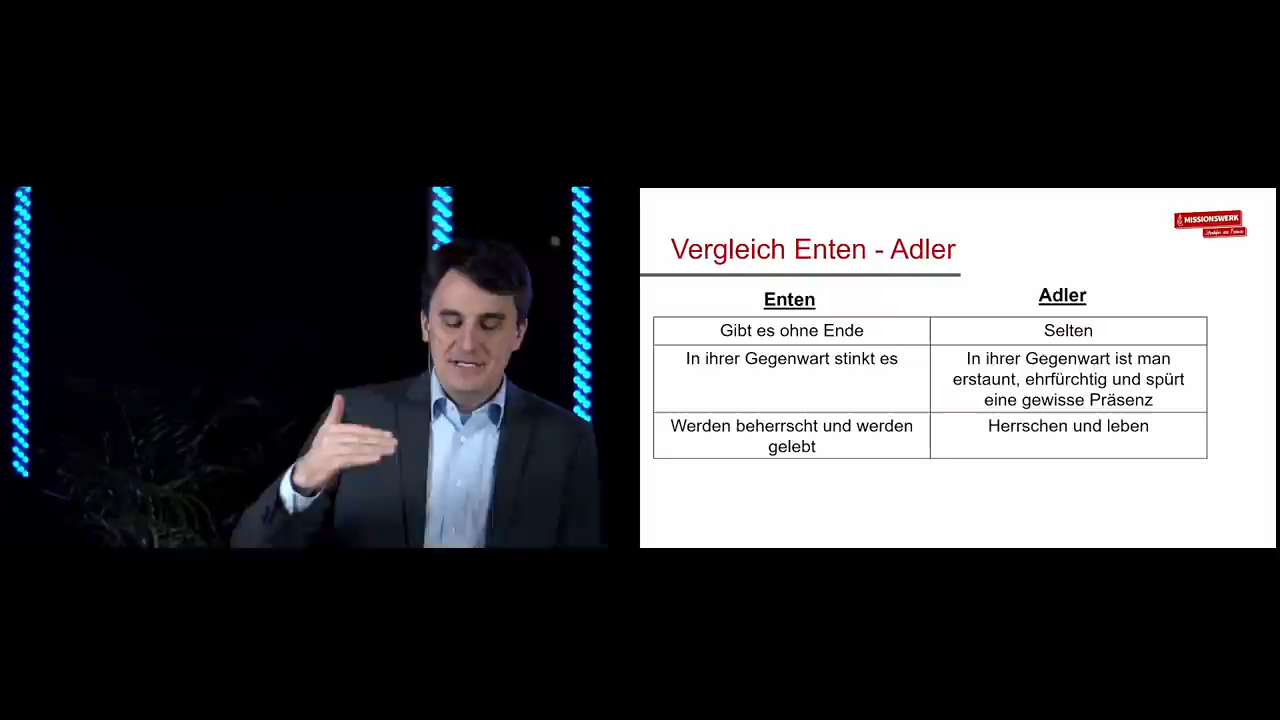 MISSIONSWERK
Vergleich Enten - Adler
Enten
Adler
Gibt es ohne Ende
Selten
In ihrer Gegenwart stinkt es
In ihrer Gegenwart ist man
erstaunt, ehrfürchtig und spürt
eine gewisse Präsenz
Werden beherrscht und werden
gelebt
Herrschen und leben